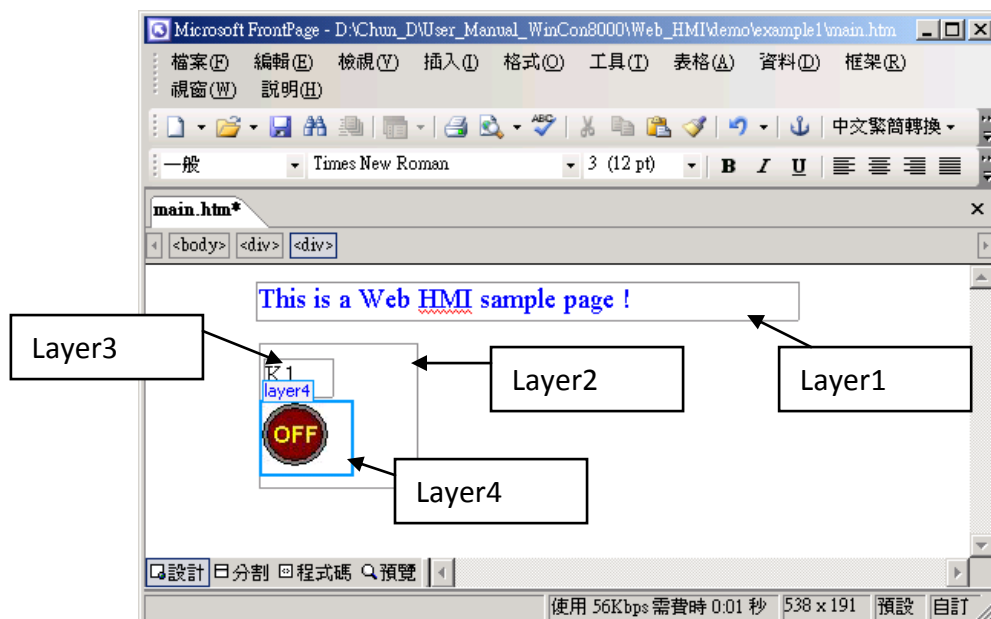 Microsoft FrontPage - D:\Chun_D\User_Manual_WinCon8000\Web_HMI\demo\example1\main.htm
檔案(F) 編輯(E) 檢視(V) 插入(I) 格式(O) 工具(T) 表格(A) 資料(D) 框架(R)
視窗(W) 說明(H)
ABC 中文繁簡轉換
一般 Times New Roman 3 (12 pt) B I U
main.htm*
<body> <div> <div>
This is a Web HMI sample page !
Layer3
Layer2
Layer1
K1
layer4
OFF
Layer4
設計 分割 程式碼 預覽
使用 56Kbps 需費時 0:01 秒 538 x 191 預設 自訂